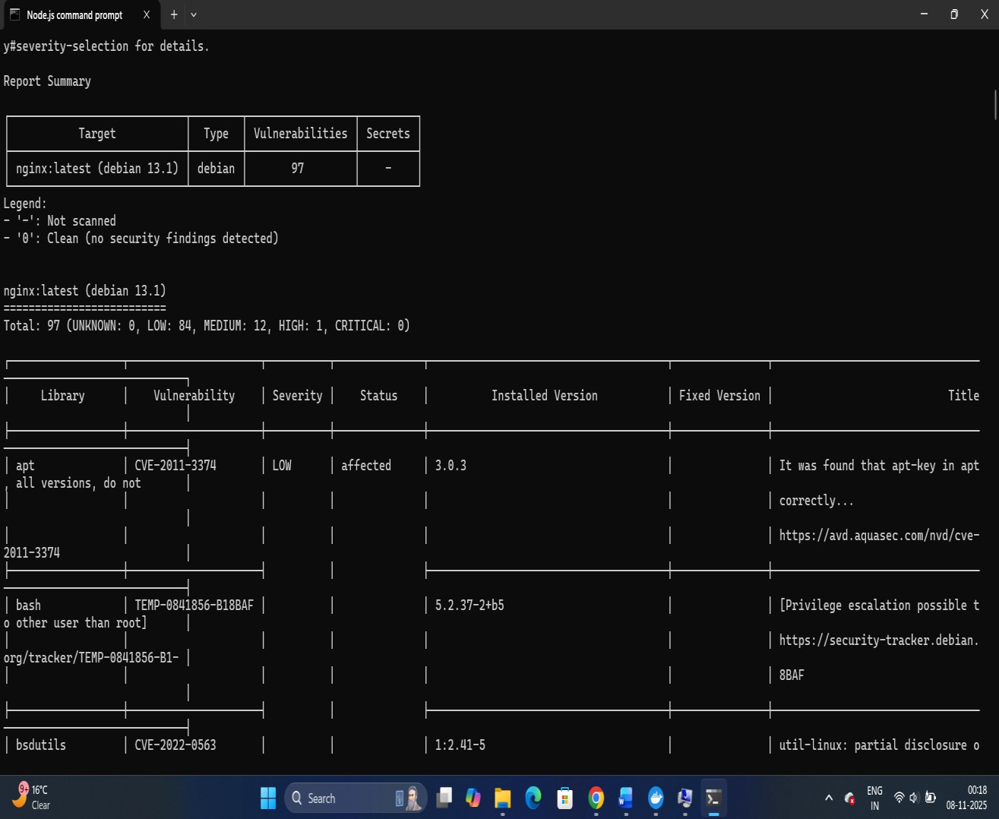 Node.js command prompt
y#severity-selection for details.
Report Summary
Target Type Vulnerabilities Secrets
nginx:latest (debian 13.1) debian 97 -
Legend:
- '-': Not scanned
- '0': Clean (no security findings detected)
nginx:latest (debian 13.1)
==========================
Total: 97 (UNKNOWN: 0, LOW: 84, MEDIUM: 12, HIGH: 1, CRITICAL: 0)
Library Vulnerability Severity Status Installed Version Fixed Version Title
apt CVE-2011-3374 LOW affected 3.0.3 It was found that apt-key in apt
, all versions, do not
correctly...
https://avd.aquasec.com/nvd/cve-
2011-3374
bash TEMP-0841856-B18BAF 5.2.37-2+b5 [Privilege escalation possible t
o other user than root]
https://security-tracker.debian.
org/tracker/TEMP-0841856-B1-
8BAF
bsdutils CVE-2022-0563 1:2.41-5 util-linux: partial disclosure o
9+ 16°C
Clear
Search
ENG
IN
00:18
08-11-2025